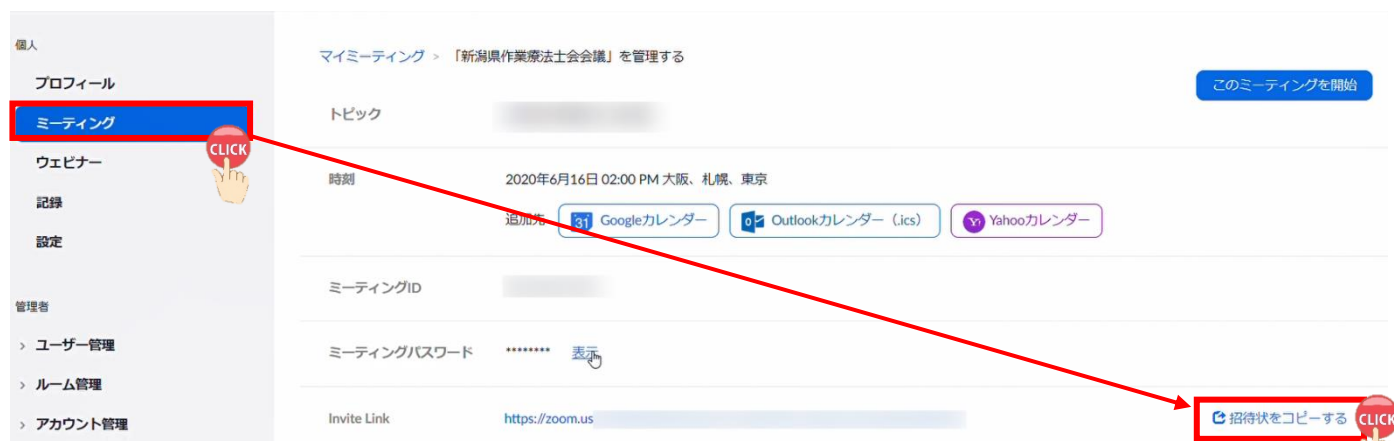 個人
プロフィール
ミーティング
CLICK
ウェビナー
記録
設定
管理者
> ユーザー管理
> ルーム管理
> アカウント管理
マイミーティング > 「新潟県作業療法士会会議」を管理する
このミーティングを開始
トピック
時刻 2020年6月16日 02:00 PM 大阪、札幌、東京
追加先 31 Googleカレンダー Outlookカレンダー (.ics) Yahooカレンダー
ミーティングID
ミーティングパスワード ******** 表示
Invite Link https://zoom.us 招待状をコピーする CLICK